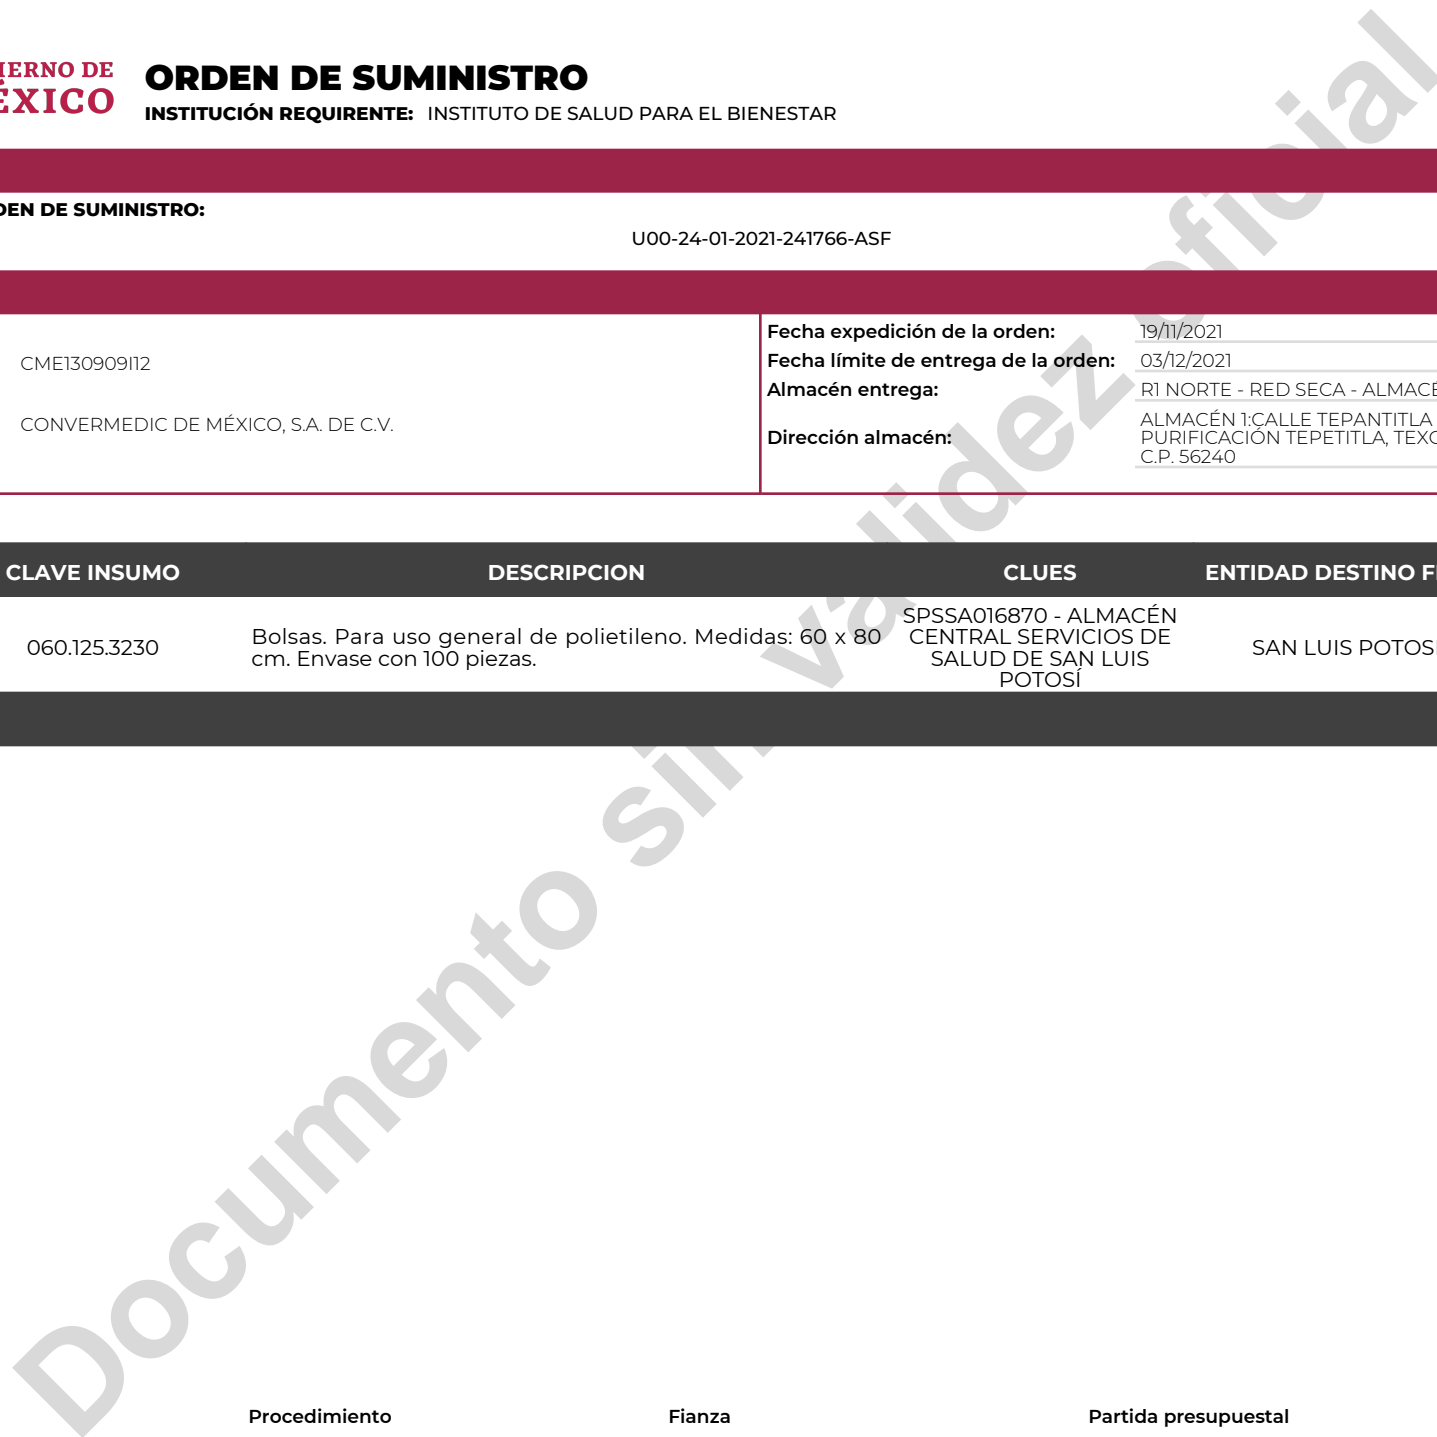 IERNO DE
ÉXICO
ORDEN DE SUMINISTRO
INSTITUCIÓN REQUIRENTE: INSTITUTO DE SALUD PARA EL BIENESTAR
DEN DE SUMINISTRO:
U00-24-01-2021-241766-ASF
CME130909I12
CONVERMEDIC DE MÉXICO, S.A. DE C.V.
Fecha expedición de la orden: 19/11/2021
Fecha límite de entrega de la orden: 03/12/2021
Almacén entrega: R1 NORTE - RED SECA - ALMACÉ
Dirección almacén: ALMACÉN 1:CALLE TEPANTITLA
PURIFICACIÓN TEPETITLA, TEXC
C.P. 56240
CLAVE INSUMO DESCRIPCION CLUES ENTIDAD DESTINO FI
060.125.3230
Bolsas. Para uso general de polietileno. Medidas: 60 x 80
cm. Envase con 100 piezas.
SPSSA016870 - ALMACÉN
CENTRAL SERVICIOS DE
SALUD DE SAN LUIS
POTOSÍ
SAN LUIS POTOSÍ
Documento sin validez oficial
Procedimiento Fianza Partida presupuestal